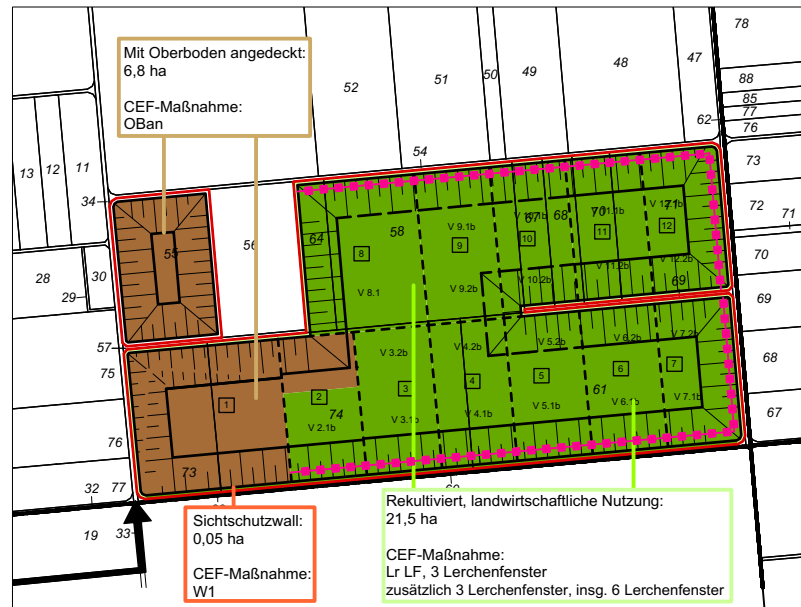 Mit Oberboden angedeckt:
6,8 ha
CEF-Maßnahme:
OBan
78
47
48
49
50
51
52
88
85
77
76
62
54
73
13
12
11
34
72
71
70
69
68
67
55
56
64
58
67
68
70
71
V 9.1b
V 12.1b
8
9
10
11
12
V 8.1
V 9.2b
V 10.2b
V 11.2b
V 12.2b
69
28
29
30
57
75
76
77
32
V 3.2b
V 4.2b
V 5.2b
V 6.2b
V 7.2b
1
2
3
4
5
6
7
61
74
V 2.1b
V 3.1b
V 4.1b
V 5.1b
V 6.1b
V 7.1b
73
19
33
Sichtschutzwall:
0,05 ha
CEF-Maßnahme:
W1
Rekultiviert, landwirtschaftliche Nutzung:
21,5 ha
CEF-Maßnahme:
Lr LF, 3 Lerchenfenster
zusätzlich 3 Lerchenfenster, insg. 6 Lerchenfenster